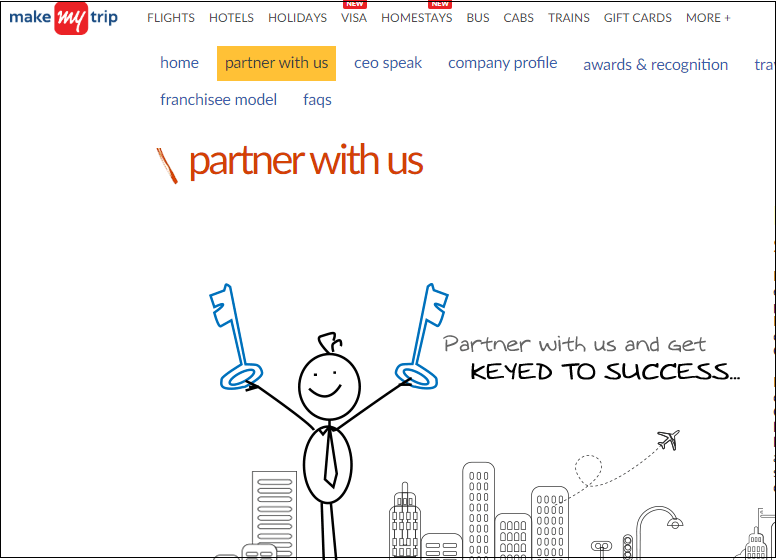 NEW NEW
make my trip FLIGHTS HOTELS HOLIDAYS VISA HOMESTAYS BUS CABS TRAINS GIFT CARDS MORE +
home partner with us ceo speak company profile awards & recognition
franchisee model faqs
partner with us
Partner with us and Get
KEYED TO SUCCESS...